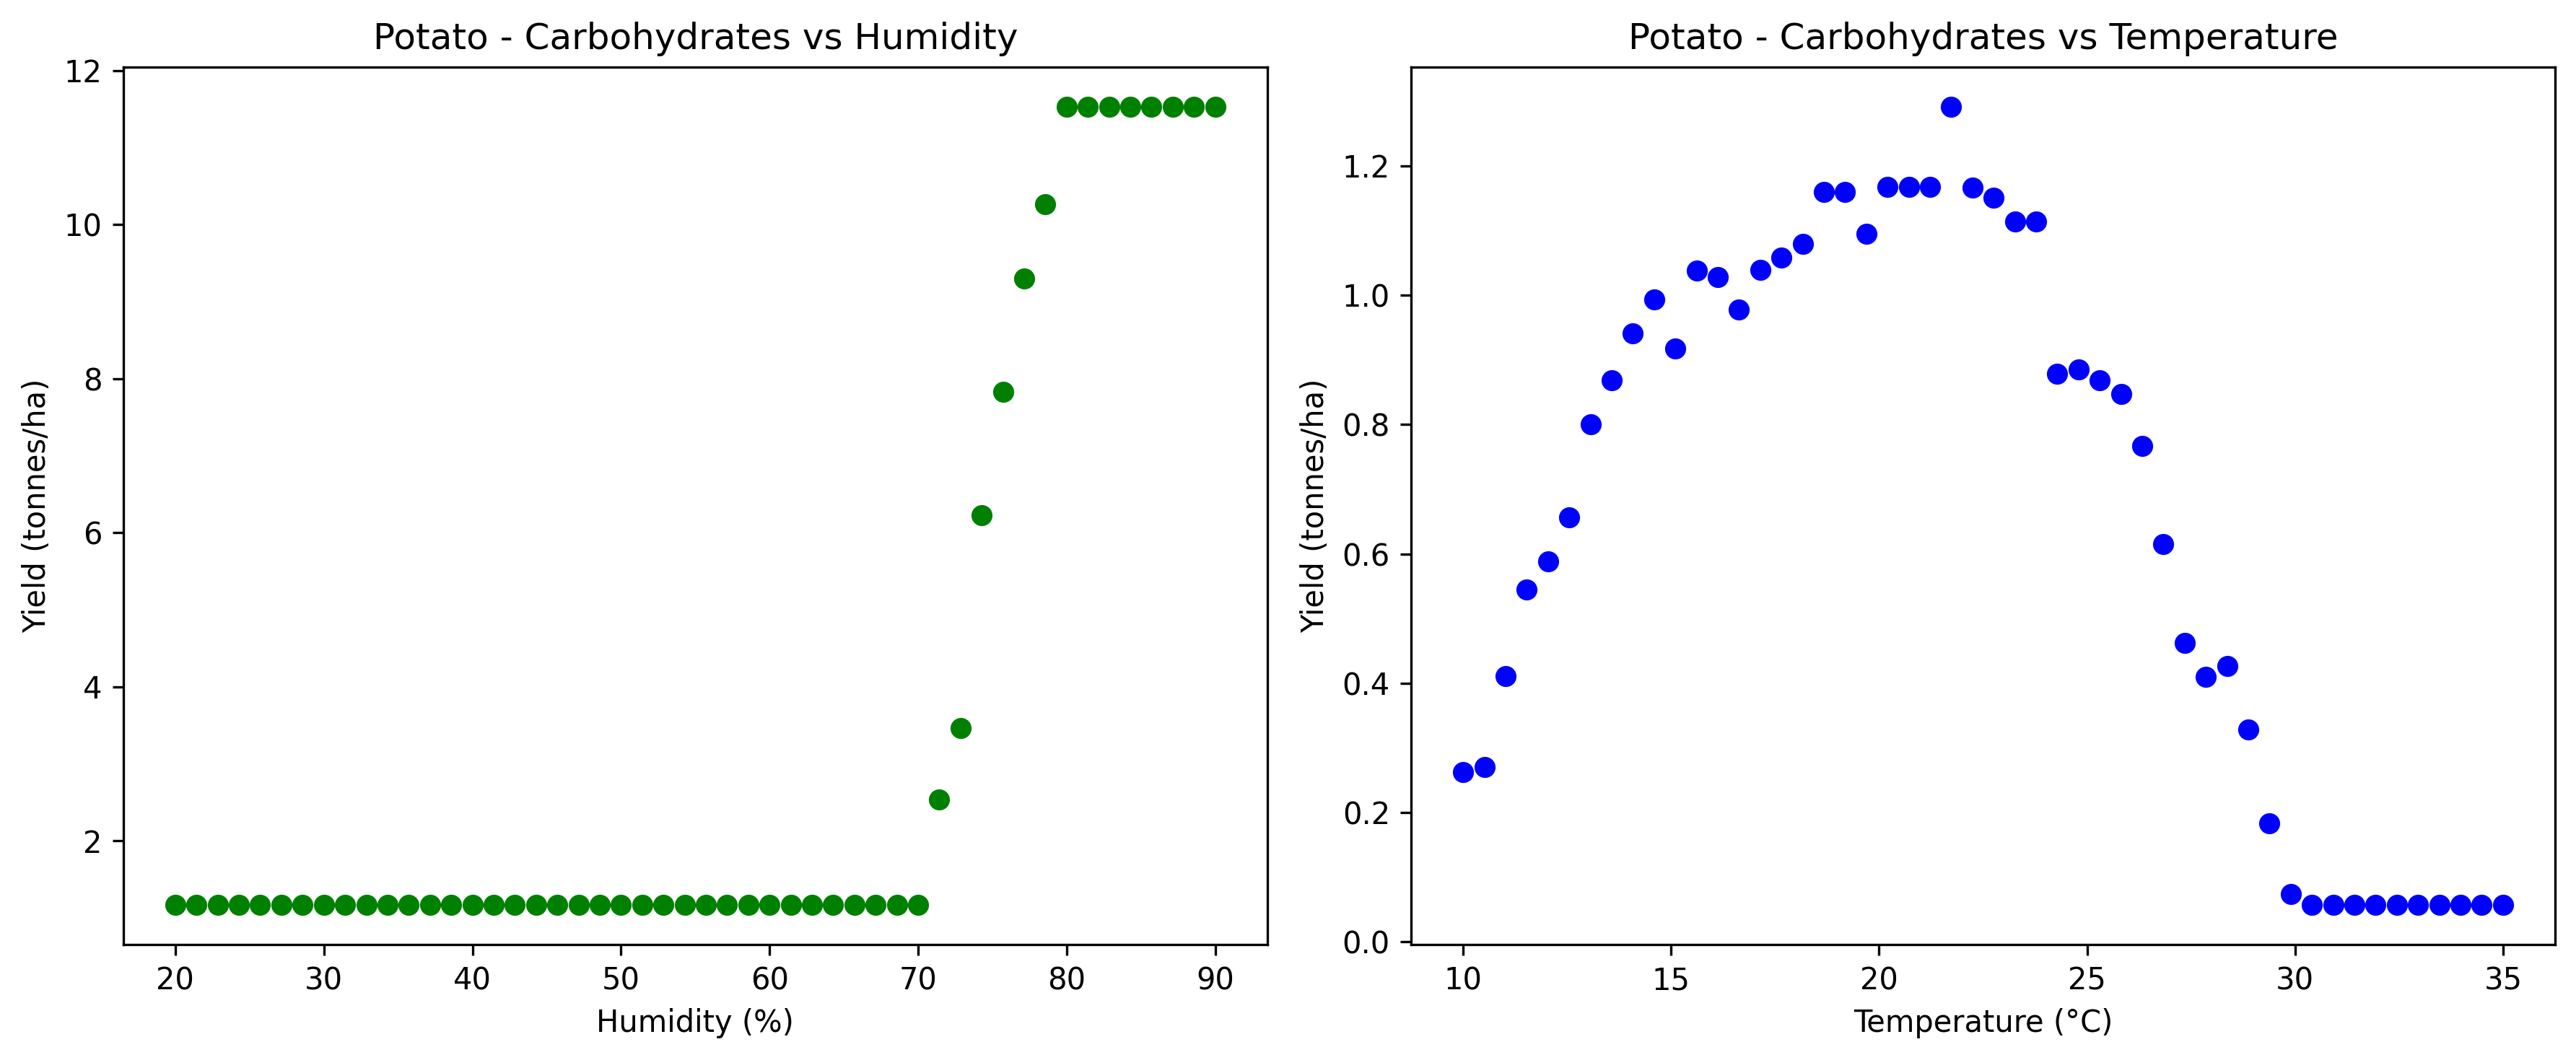 Potato - Carbohydrates vs Humidity
12
10
8
6
4
2
Yield (tonnes/ha)
20 30 40 50 60 70 80 90
Humidity (%)
Potato - Carbohydrates vs Temperature
1.2
1.0
0.8
0.6
0.4
0.2
0.0
Yield (tonnes/ha)
10 15 20 25 30 35
Temperature (°C)